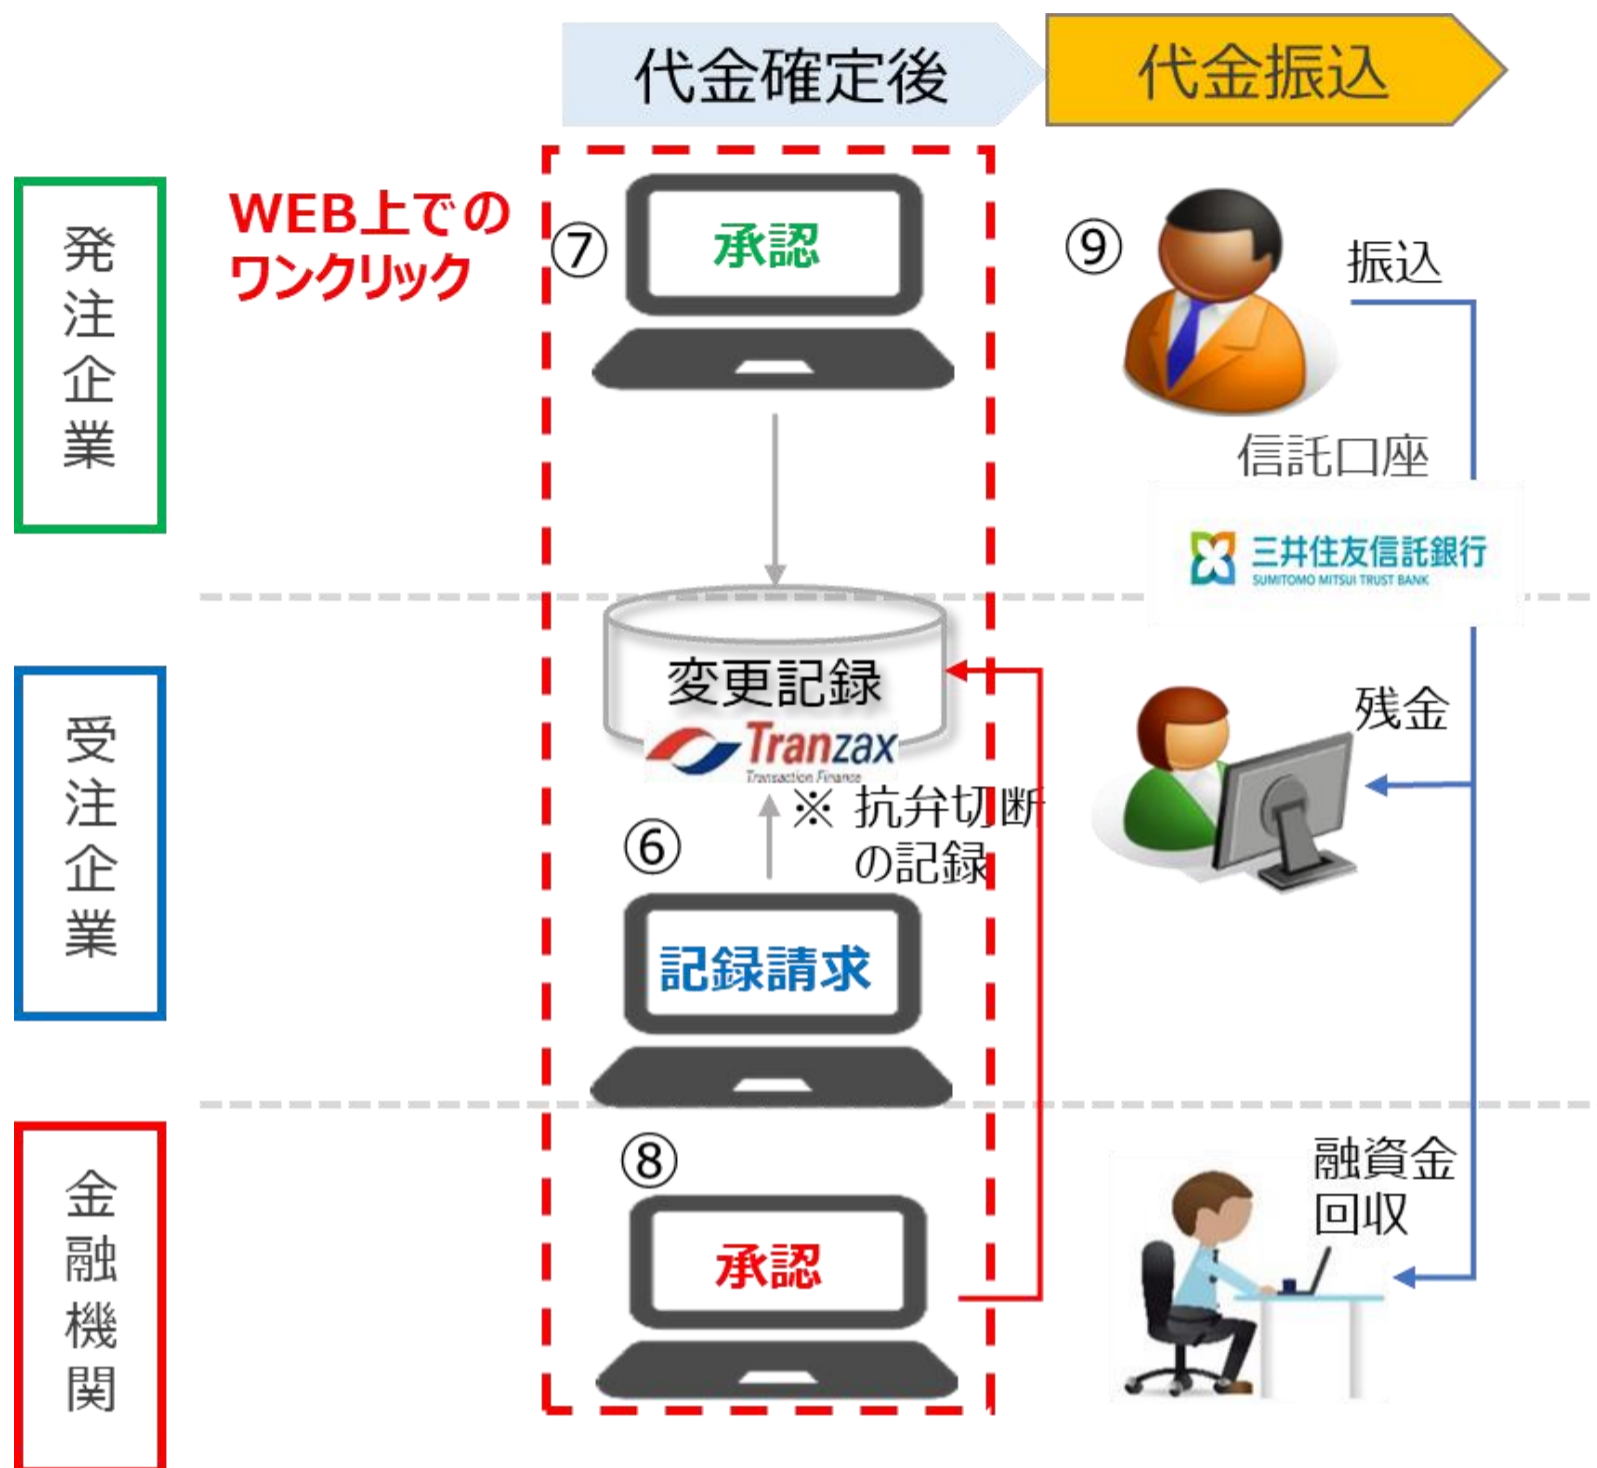 代金確定後
代金振込
発注企業
WEB上での
ワンクリック
⑦
承認
⑨
振込
信託口座
三井住友信託銀行
SUMITOMO MITSUI TRUST BANK
受注企業
変更記録
Tranzax
Transaction Finance
※ 抗弁切断
の記録
⑥
記録請求
残金
金融機関
⑧
承認
融資金
回収